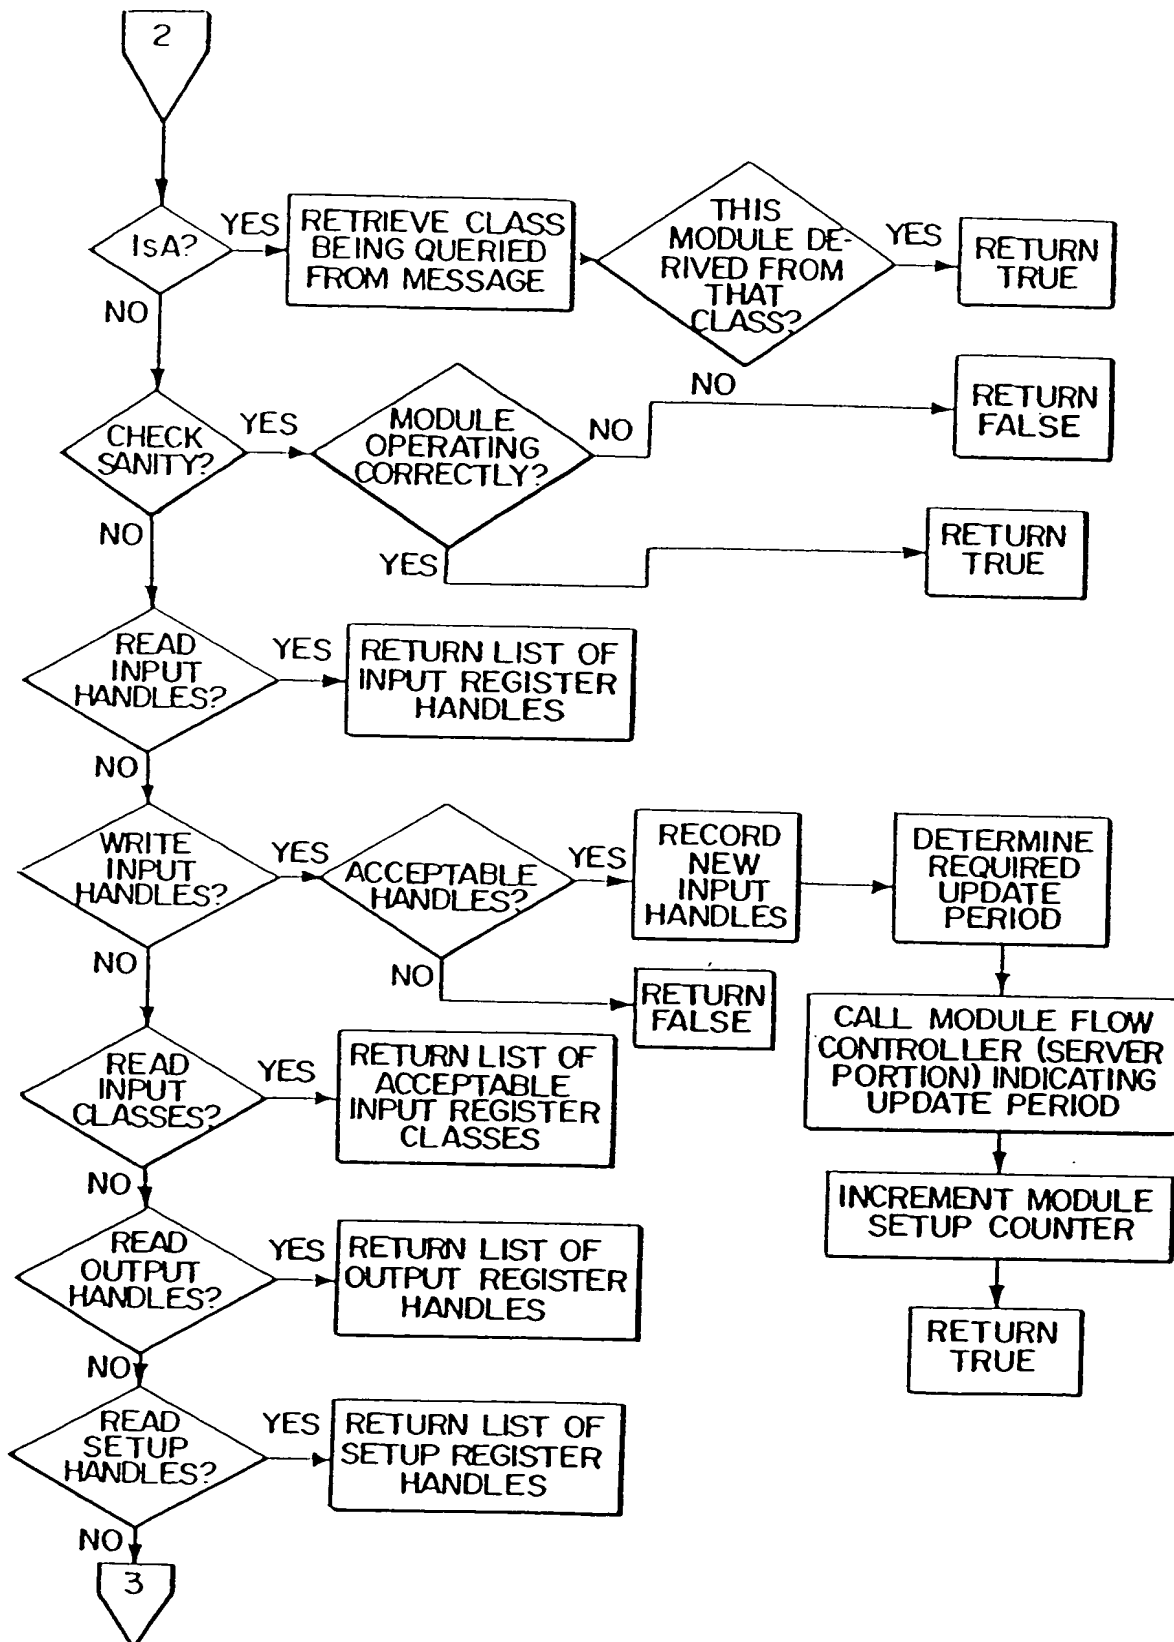 2
IsA?
YES
RETRIEVE CLASS
BEING QUERIED
FROM MESSAGE
THIS
MODULE DE-
RIVED FROM
THAT
CLASS?
YES
RETURN
TRUE
NO
NO
RETURN
FALSE
CHECK
SANITY?
YES
MODULE
OPERATING
CORRECTLY?
NO
NO
YES
RETURN
TRUE
READ
INPUT
HANDLES?
YES
RETURN LIST OF
INPUT REGISTER
HANDLES
NO
WRITE
INPUT
HANDLES?
YES
ACCEPTABLE
HANDLES?
YES
RECORD
NEW
INPUT
HANDLES
DETERMINE
REQUIRED
UPDATE
PERIOD
NO
NO
RETURN
FALSE
CALL MODULE FLOW
CONTROLLER (SERVER
PORTION) INDICATING
UPDATE PERIOD
READ
INPUT
CLASSES?
YES
RETURN LIST OF
ACCEPTABLE
INPUT REGISTER
CLASSES
INCREMENT MODULE
SETUP COUNTER
NO
READ
OUTPUT
HANDLES?
YES
RETURN LIST OF
OUTPUT REGISTER
HANDLES
RETURN
TRUE
NO
READ
SETUP
HANDLES?
YES
RETURN LIST OF
SETUP REGISTER
HANDLES
NO
3